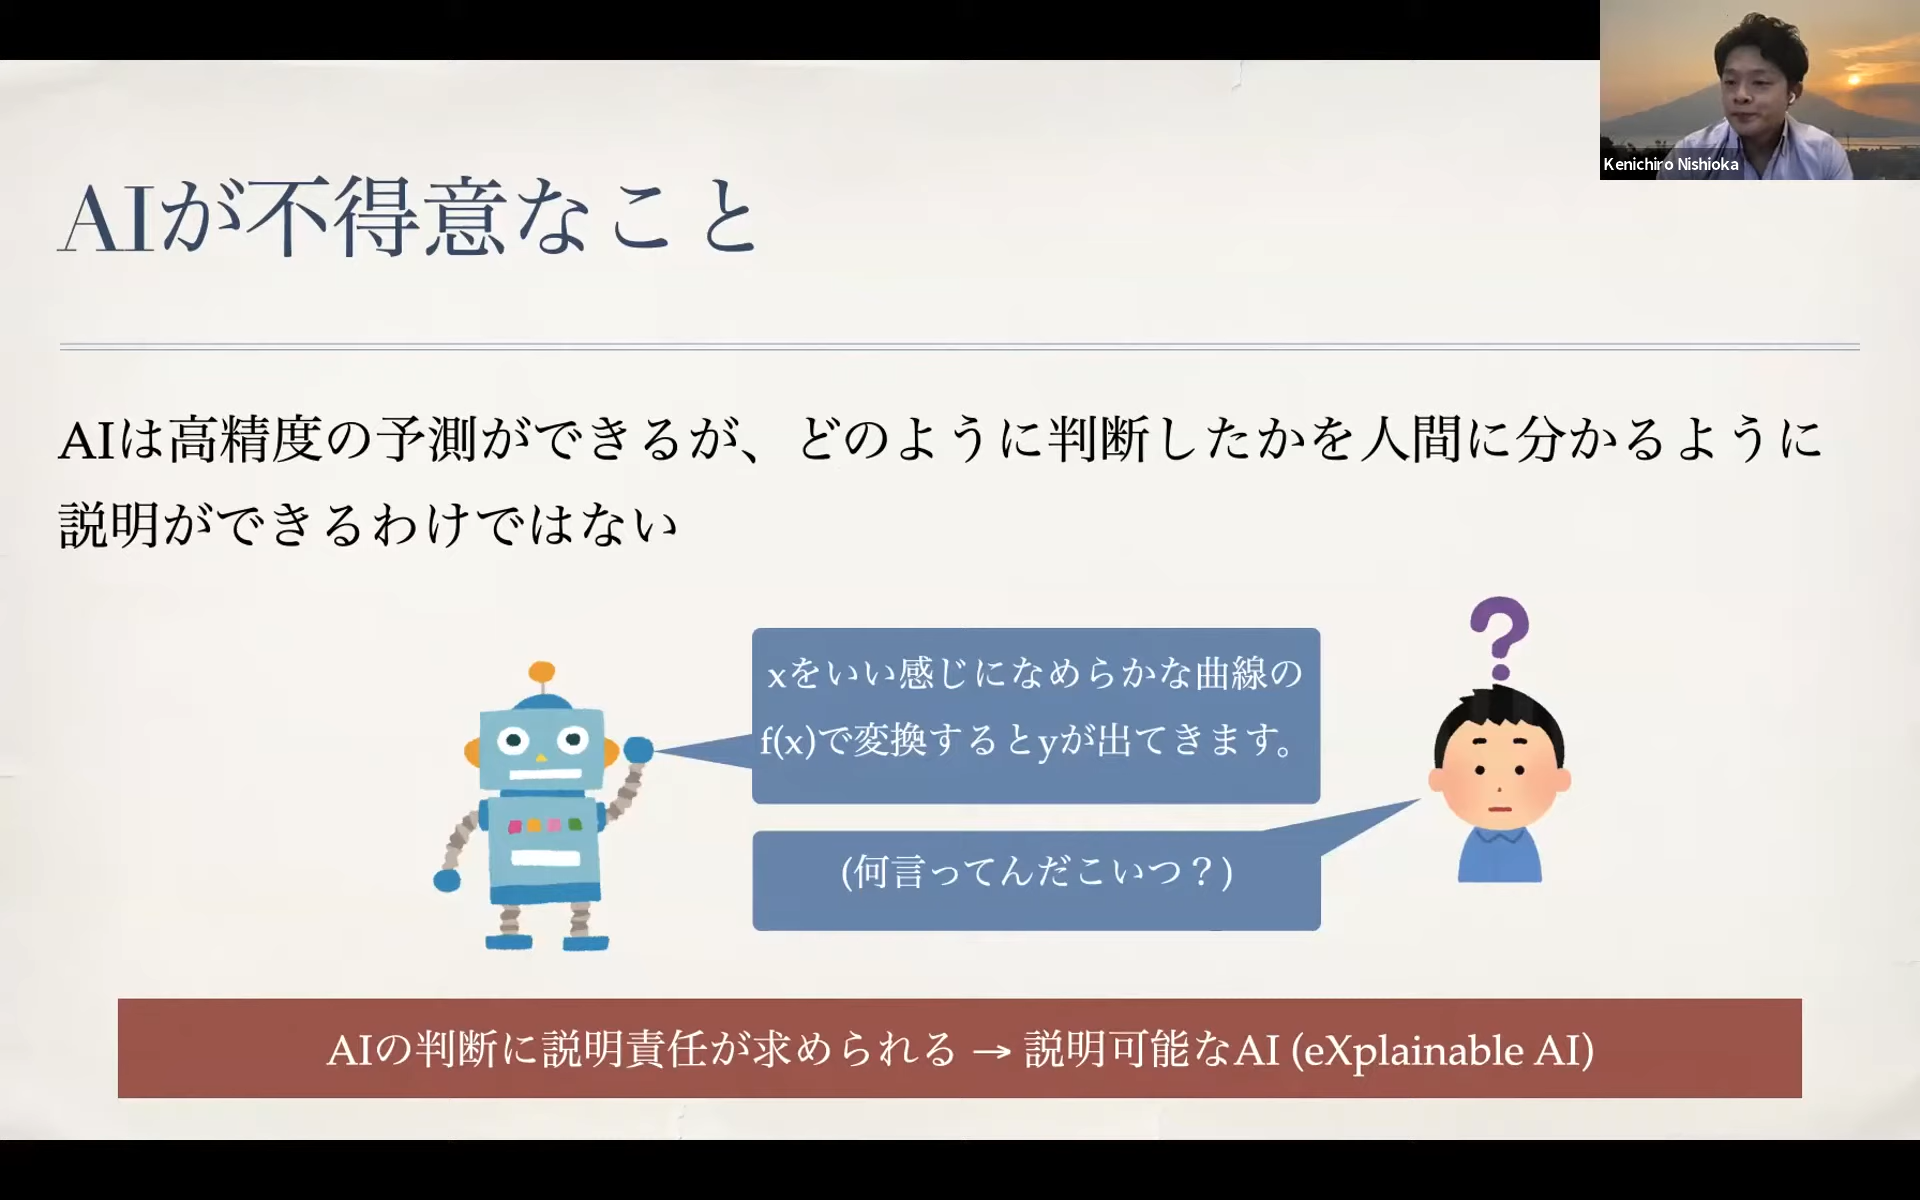 Kenichiro Nishioka
AIが不得意なこと
AIは高精度の予測ができるが、どのように判断したかを人間に分かるように
説明ができるわけではない
xをいい感じになめらかな曲線の
f(x)で変換するとyが出てきます。
(何言ってんだこいつ？)
AIの判断に説明責任が求められる → 説明可能なAI (eXplainable AI)